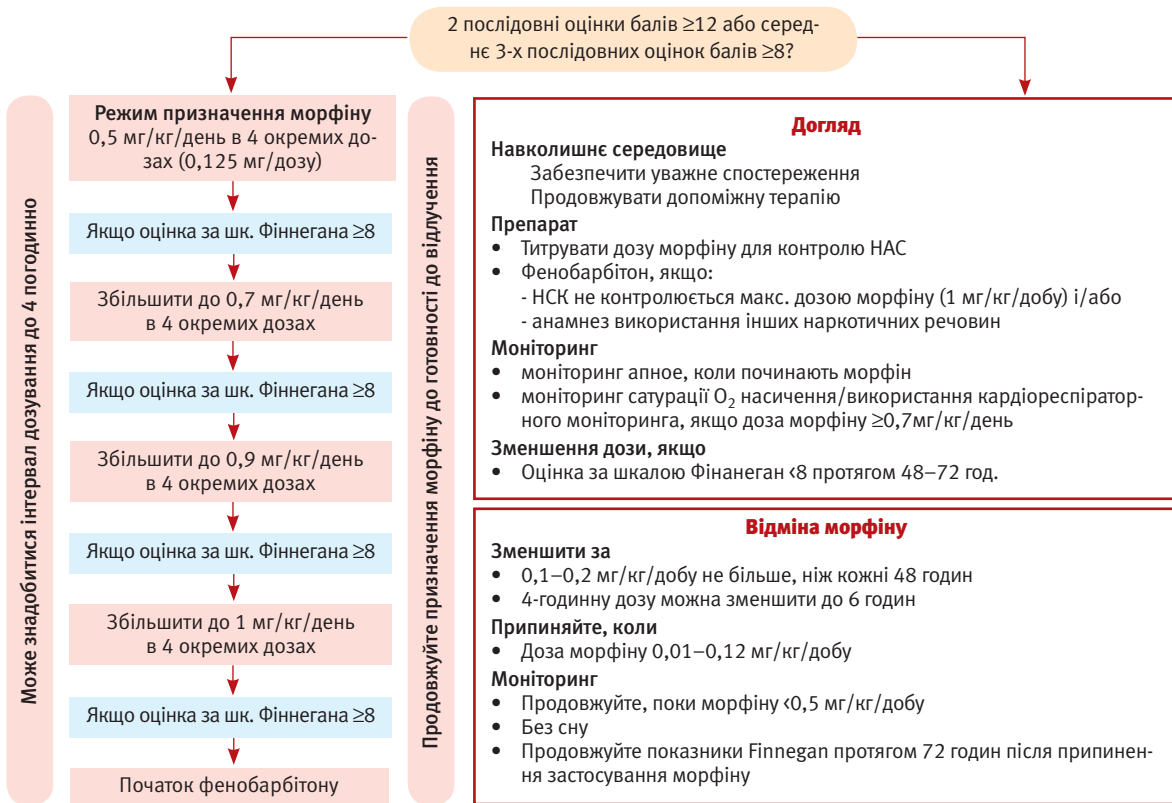 2 послідовні оцінки балів ≥12 або серед-
нє 3-х послідовних оцінок балів ≥8?
Може знадобитися інтервал дозування до 4 погодинно
Режим призначення морфіну
0,5 мг/кг/день в 4 окремих до-
зах (0,125 мг/дозу)
Якщо оцінка за шк. Фіннегана ≥8
Збільшити до 0,7 мг/кг/день
в 4 окремих дозах
Якщо оцінка за шк. Фіннегана ≥8
Збільшити до 0,9 мг/кг/день
в 4 окремих дозах
Якщо оцінка за шк. Фіннегана ≥8
Збільшити до 1 мг/кг/день
в 4 окремих дозах
Якщо оцінка за шк. Фіннегана ≥8
Початок фенобарбітону
Продовжуйте призначення морфіну до готовності до відлучення
Догляд
Навколишнє середовище
Забезпечити уважне спостереження
Продовжувати допоміжну терапію
Препарат
• Титрувати дозу морфіну для контролю НАС
• Фенобарбітон, якщо:
- НСК не контролюється макс. дозою морфіну (1 мг/кг/добу) і/або
- анамнез використання інших наркотичних речовин
Моніторинг
• моніторинг апное, коли починають морфін
• моніторинг сатурації O₂ насичення/використання кардіореспіратор-
ного моніторинга, якщо доза морфіну ≥0,7мг/кг/день
Зменшення дози, якщо
• Оцінка за шкалою Фінанеган <8 протягом 48–72 год.
Відміна морфіну
Зменшити за
• 0,1–0,2 мг/кг/добу не більше, ніж кожні 48 годин
• 4-годинну дозу можна зменшити до 6 годин
Припиняйте, коли
• Доза морфіну 0,01–0,12 мг/кг/добу
Моніторинг
• Продовжуйте, поки морфіну <0,5 мг/кг/добу
• Без сну
• Продовжуйте показники Finnegan протягом 72 годин після припинен-
ня застосування морфіну